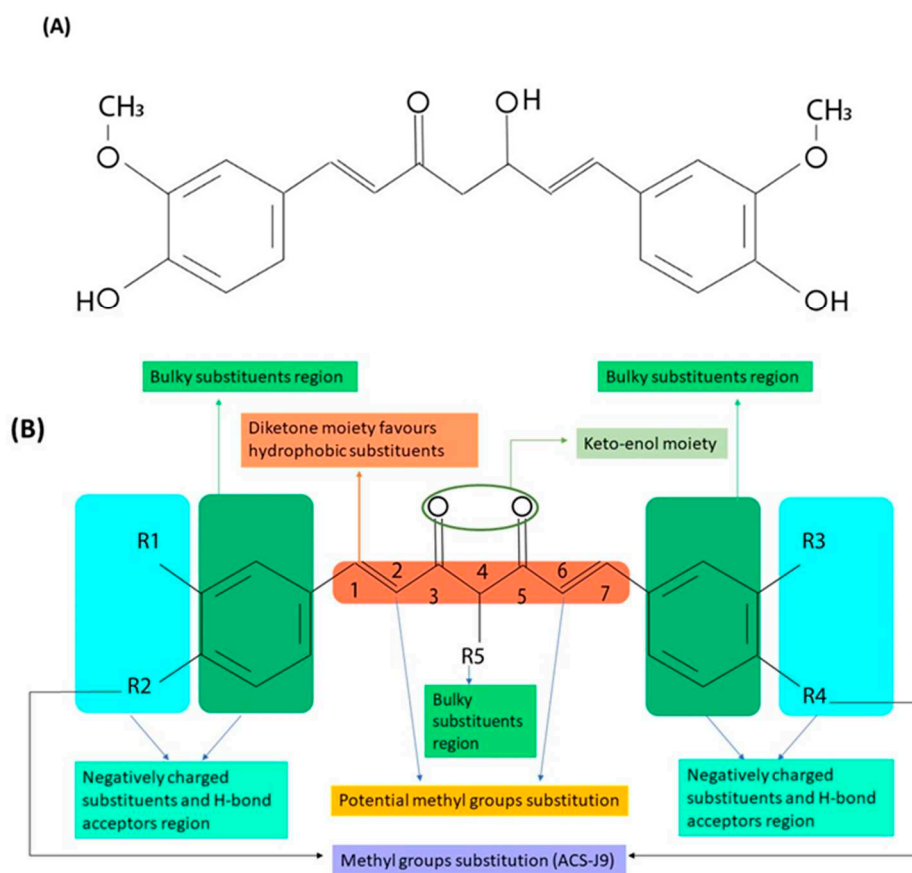 (A)
CH₃
O
O
OH
CH₃
O
HO
OH
Bulky substituents region
Bulky substituents region
(B)
Diketone moiety favours
hydrophobic substituents
Keto-enol moiety
R1
O
O
R3
1
2
3
4
5
6
7
R2
R5
R4
Bulky
substituents
region
Negatively charged
substituents and H-bond
acceptors region
Negatively charged
substituents and H-bond
acceptors region
Potential methyl groups substitution
Methyl groups substitution (ACS-J9)